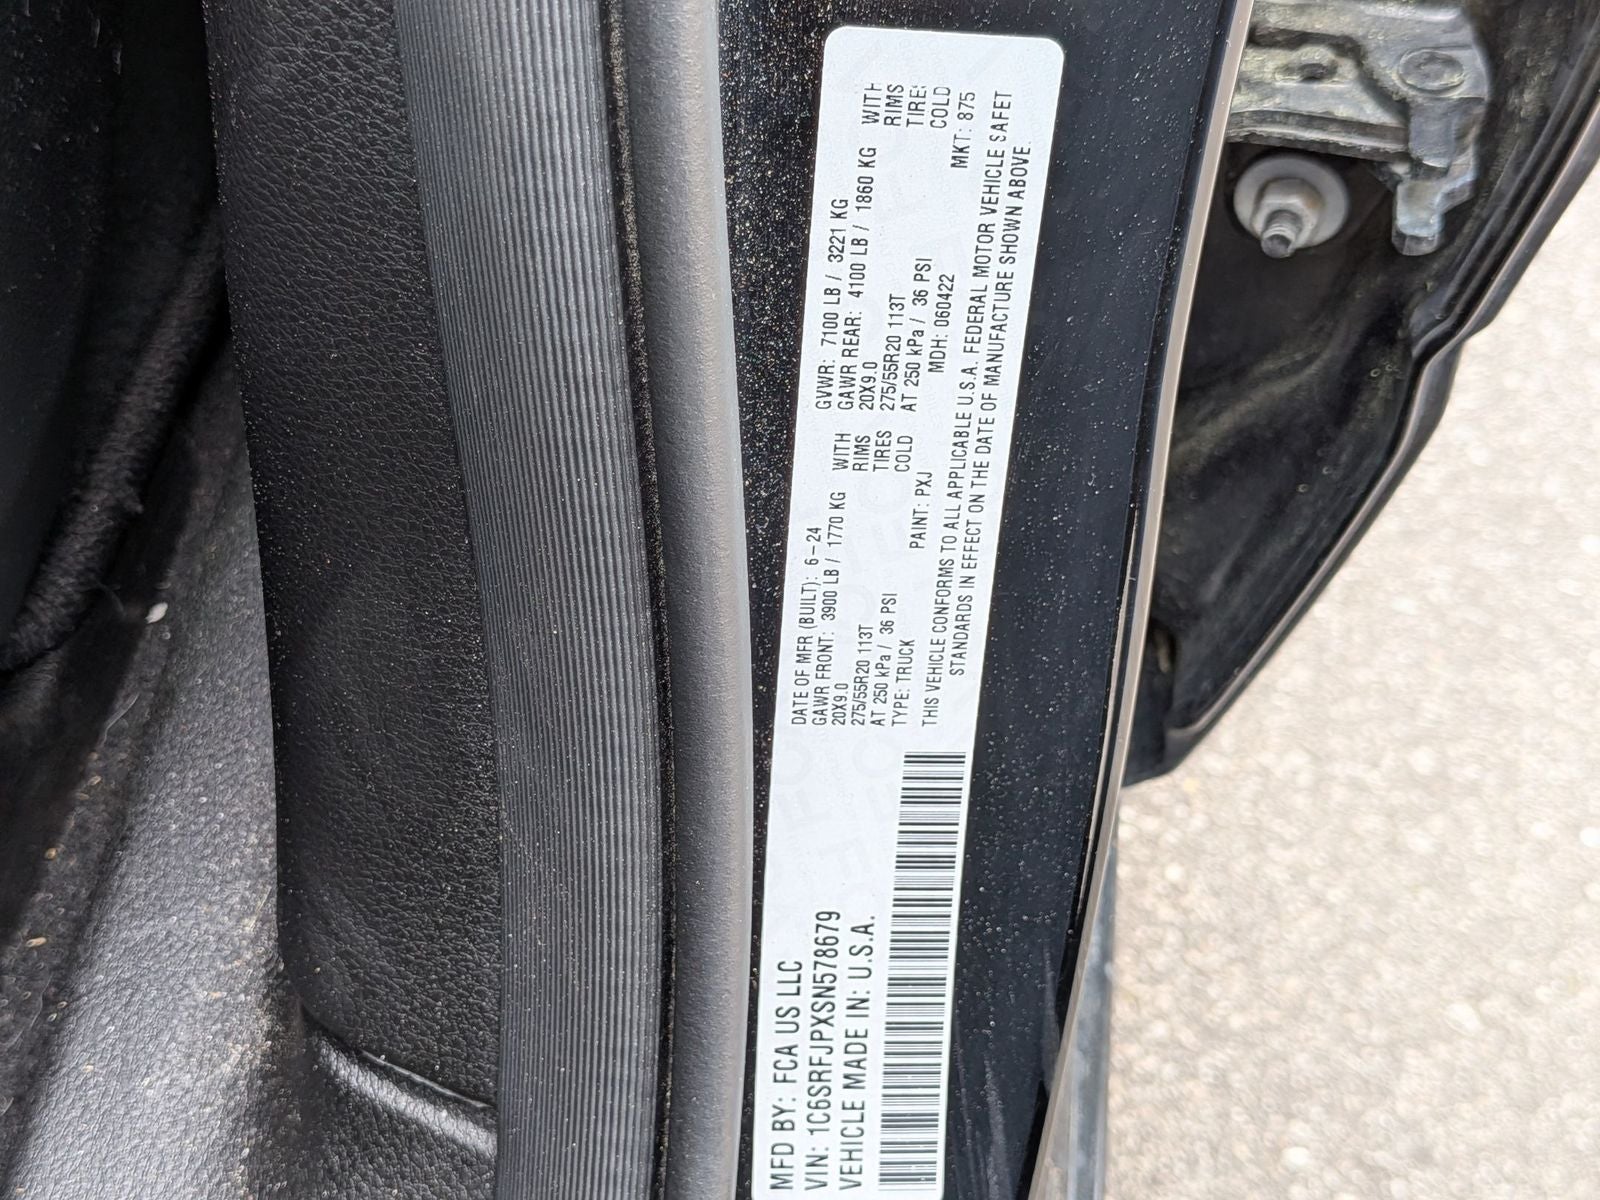 MFD BY: FCA US LLC
VIN: 1C6SRFJPXSN578679
VEHICLE MADE IN: U.S.A.
DATE OF MFR (BUILT): 6-24 GVWR: 7100 LB / 3221 KG
GAWR FRONT: 3900 LB / 1770 KG WITH GAWR REAR: 4100 LB / 1860 KG WITH
20X9.0 RIMS 20X9.0 RIMS
275/55R20 113T TIRES 275/55R20 113T TIRES
AT 250 kPa / 36 PSI COLD AT 250 kPa / 36 PSI COLD
TYPE: TRUCK PAINT: PXJ MDH: 060422 MKT: 875
THIS VEHICLE CONFORMS TO ALL APPLICABLE U.S.A. FEDERAL MOTOR VEHICLE SAFET
STANDARDS IN EFFECT ON THE DATE OF MANUFACTURE SHOWN ABOVE.